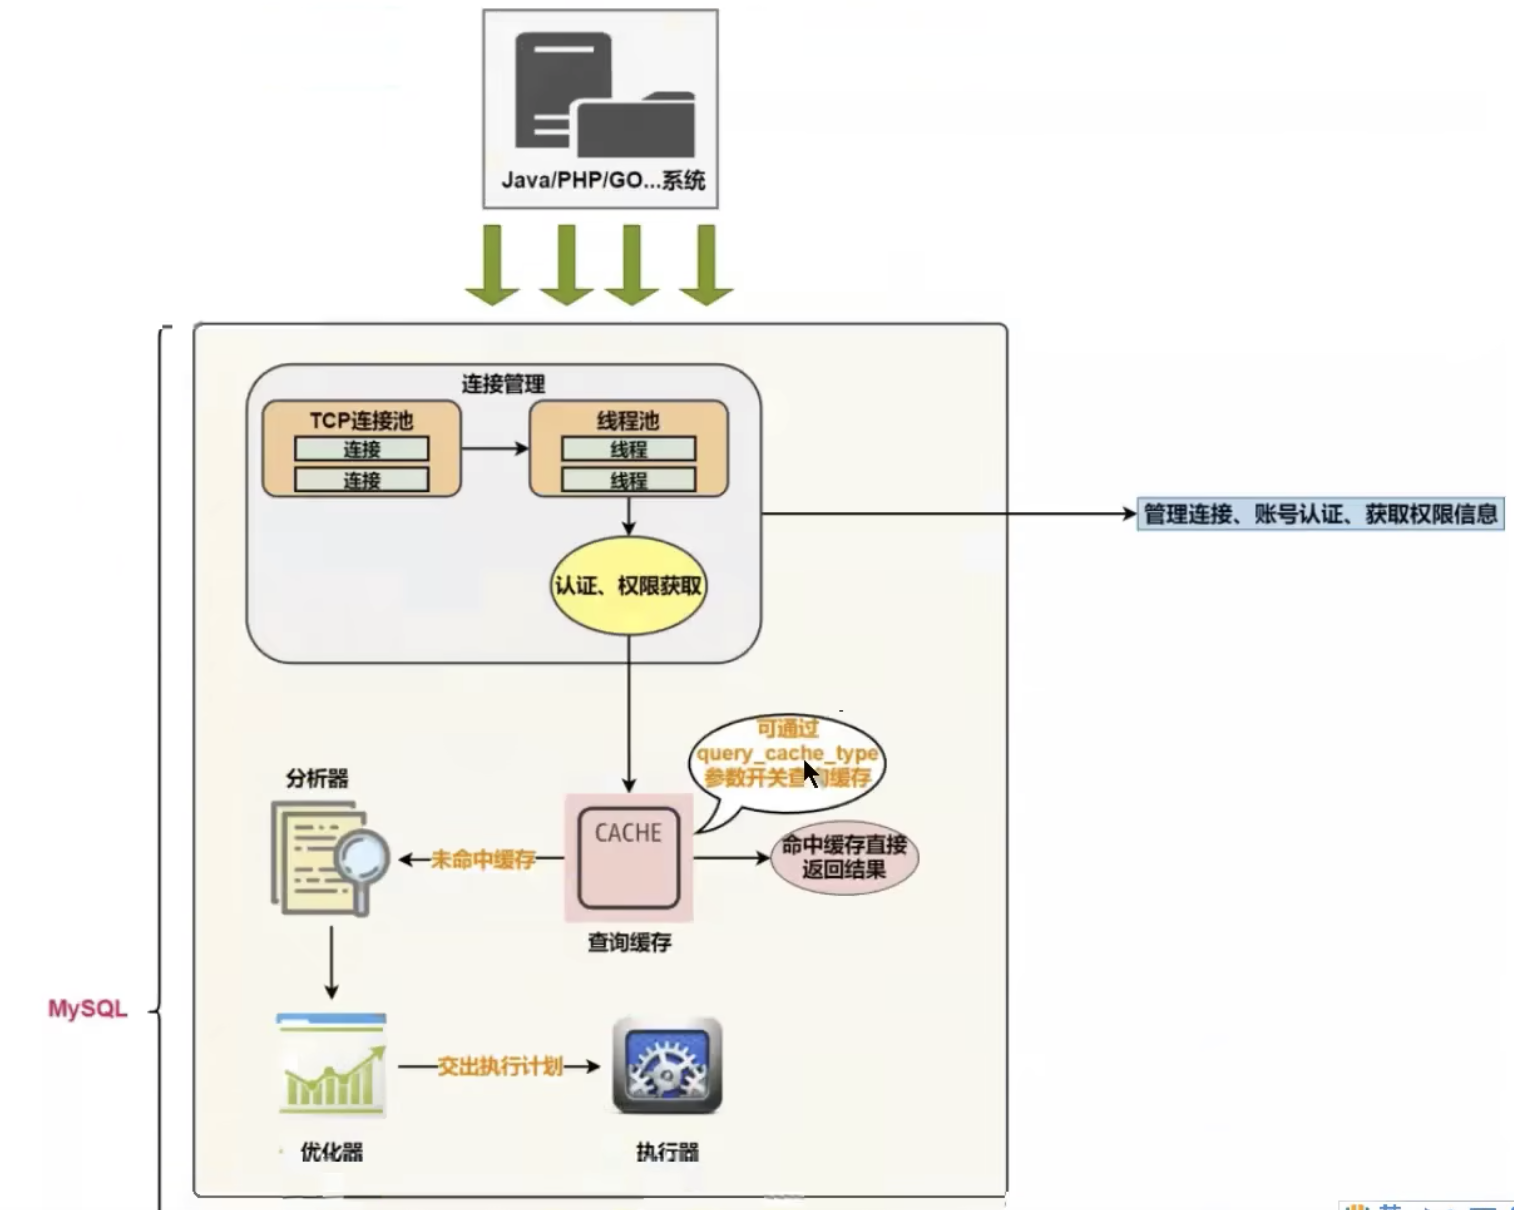 Java/PHP/GO...系统
连接管理
TCP连接池
线程池
连接
线程
连接
线程
管理连接、账号认证、获取权限信息
认证、权限获取
可通过
query_cache_type
参数开关查询缓存
分析器
CACHE
未命中缓存
命中缓存直接
返回结果
查询缓存
MySQL
交出执行计划
优化器
执行器